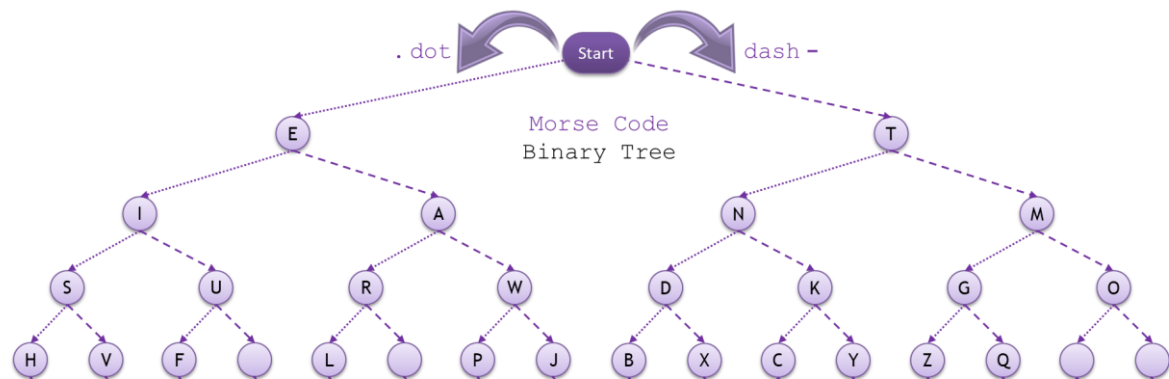 . dot Start dash -
Morse Code
Binary Tree
E T
I A N M
S U R W D K G O
H V F L P J B X C Y Z Q